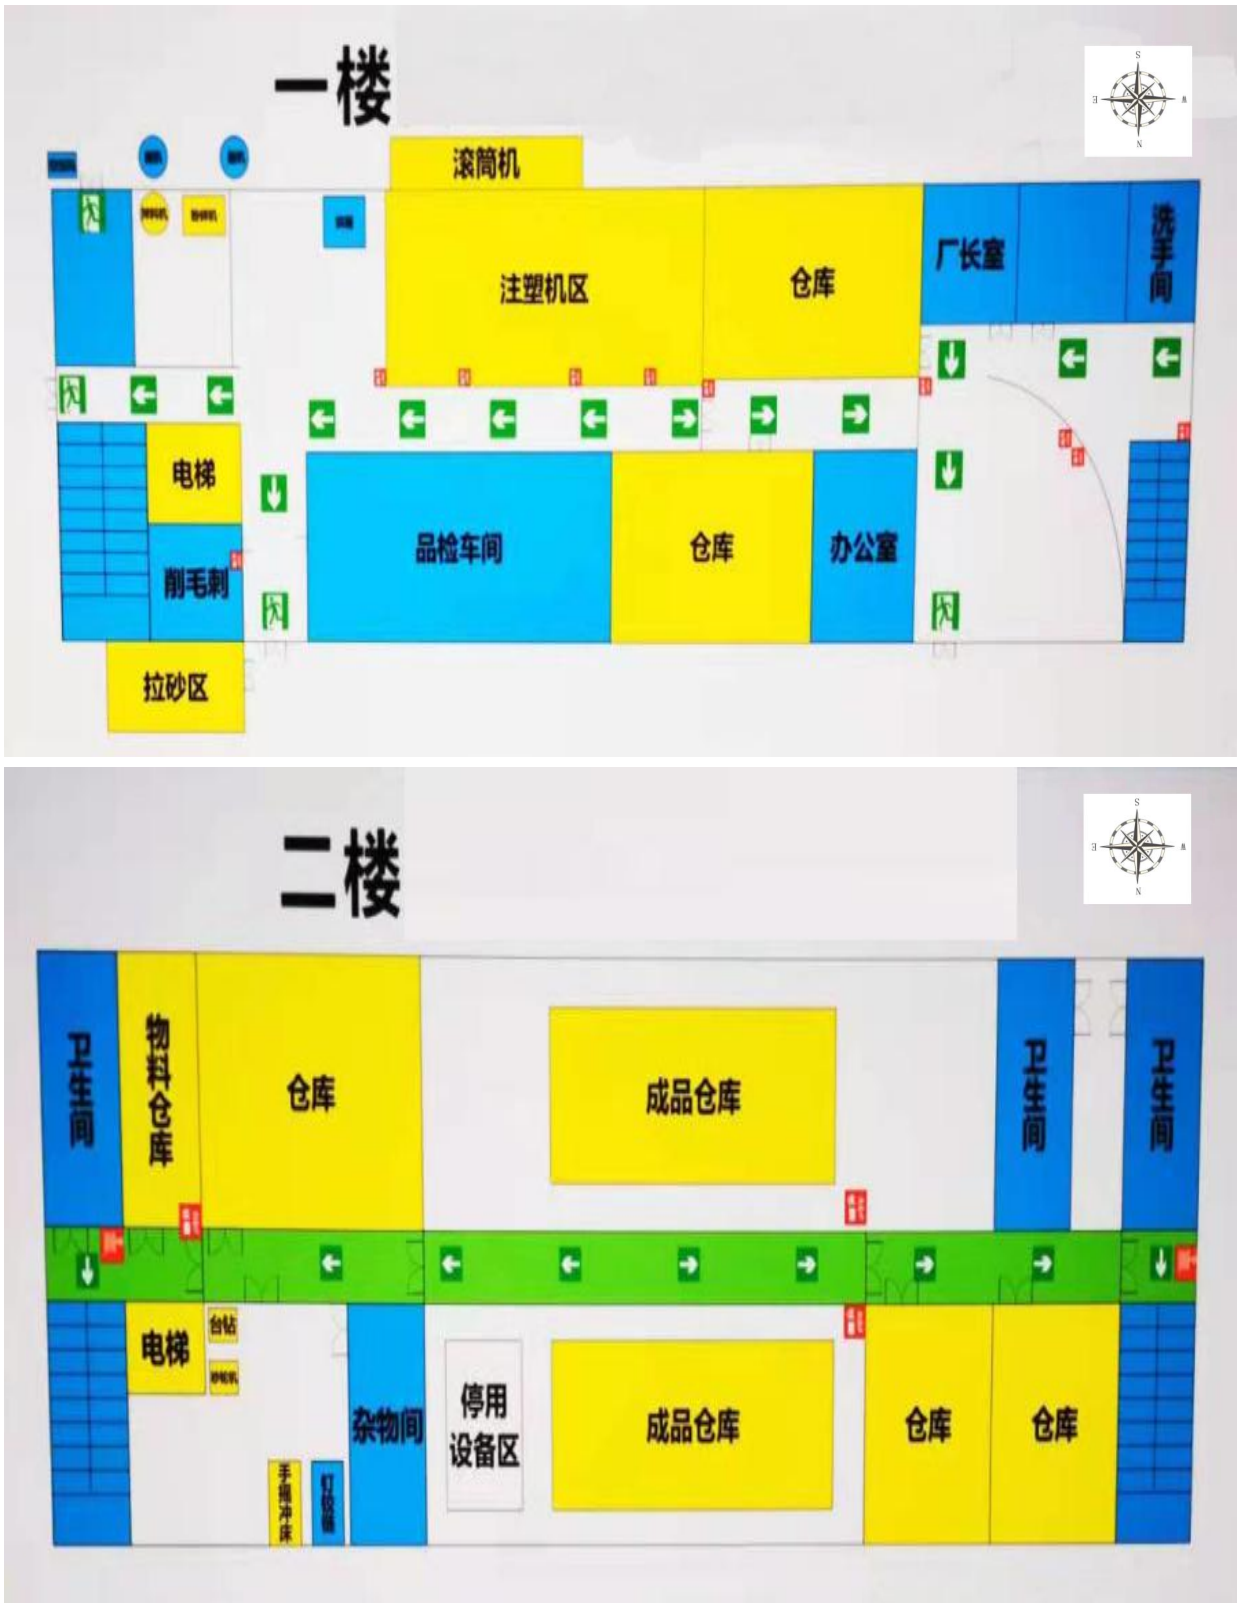 一楼
S
E
W
N
滚筒机
注塑机区
仓库
厂长室
洗手间
电梯
削毛刺
品检车间
仓库
办公室
拉砂区
二楼
S
E
W
N
卫生间
物料仓库
仓库
成品仓库
卫生间
卫生间
电梯
台钻
砂轮机
手摇冲床
杂物间
停用
设备区
成品仓库
仓库
仓库